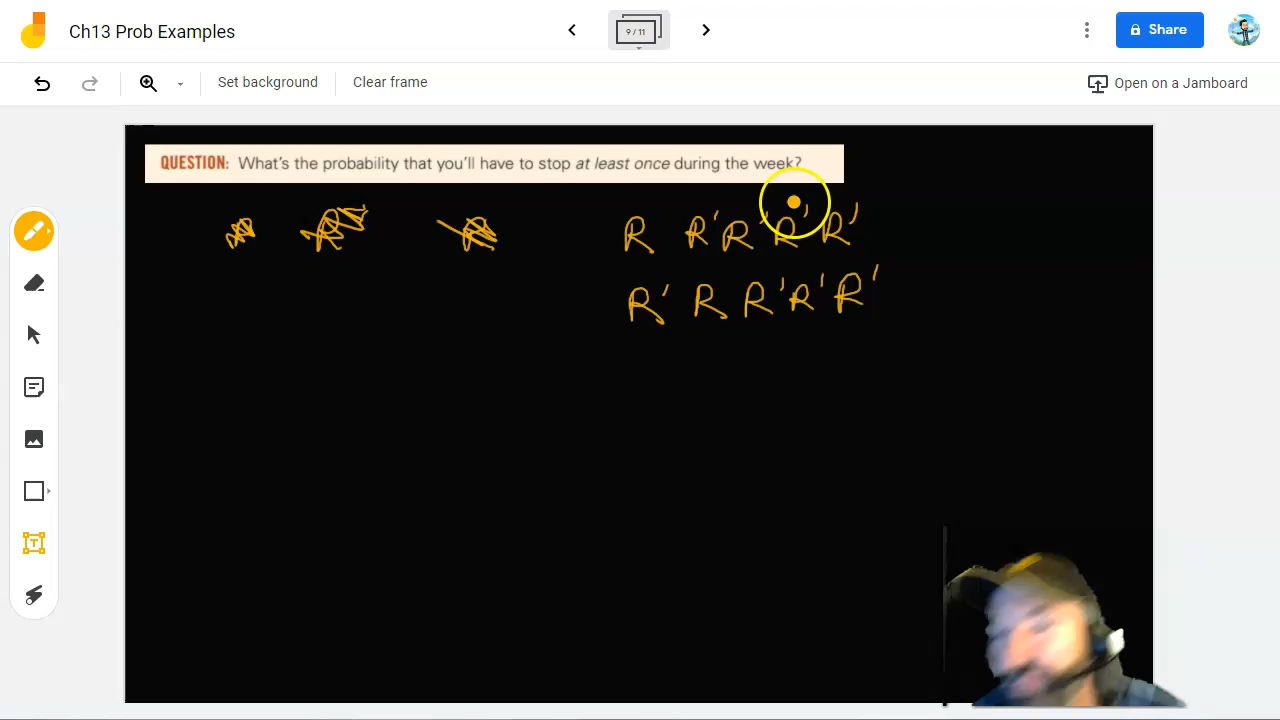 Ch13 Prob Examples
9 / 11
Share
Set background
Clear frame
Open on a Jamboard
QUESTION: What's the probability that you'll have to stop at least once during the week?
R R' R' R' R'
R' R R' R' R'
T